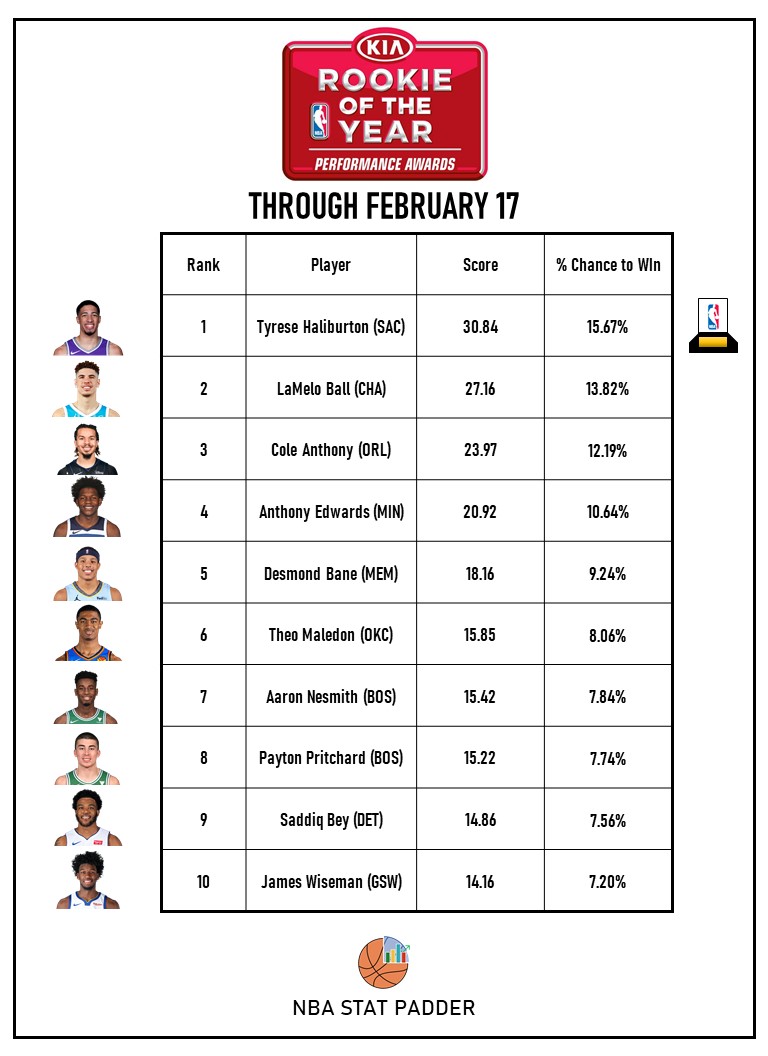 KIA
ROOKIE
OF THE
NBA
YEAR
PERFORMANCE AWARDS
THROUGH FEBRUARY 17
Rank Player Score % Chance to Win
1 Tyrese Haliburton (SAC) 30.84 15.67%
2 LaMelo Ball (CHA) 27.16 13.82%
3 Cole Anthony (ORL) 23.97 12.19%
4 Anthony Edwards (MIN) 20.92 10.64%
5 Desmond Bane (MEM) 18.16 9.24%
6 Theo Maledon (OKC) 15.85 8.06%
7 Aaron Nesmith (BOS) 15.42 7.84%
8 Payton Pritchard (BOS) 15.22 7.74%
9 Saddiq Bey (DET) 14.86 7.56%
10 James Wiseman (GSW) 14.16 7.20%
NBA STAT PADDER